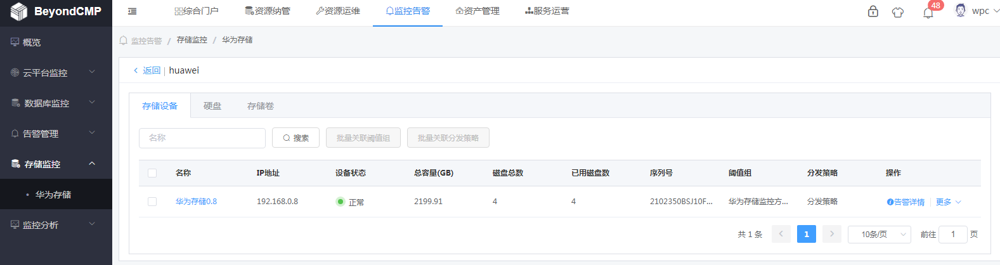 BeyondCMP
综合门户 资源纳管 资源运维 监控告警 资产管理 服务运营 48 wpc
概览
云平台监控
数据库监控
告警管理
存储监控
华为存储
监控分析
监控告警 / 存储监控 / 华为存储
返回 | huawei
存储设备 硬盘 存储卷
名称 搜索 批量关联阈值组 批量关联分发策略
名称 IP地址 设备状态 总容量(GB) 磁盘总数 已用磁盘数 序列号 阈值组 分发策略 操作
华为存储0.8 192.168.0.8 正常 2199.91 4 4 2102350BSJ10F... 华为存储监控方... 分发策略 告警详情 更多
共 1 条 1 10条/页 前往 1 页